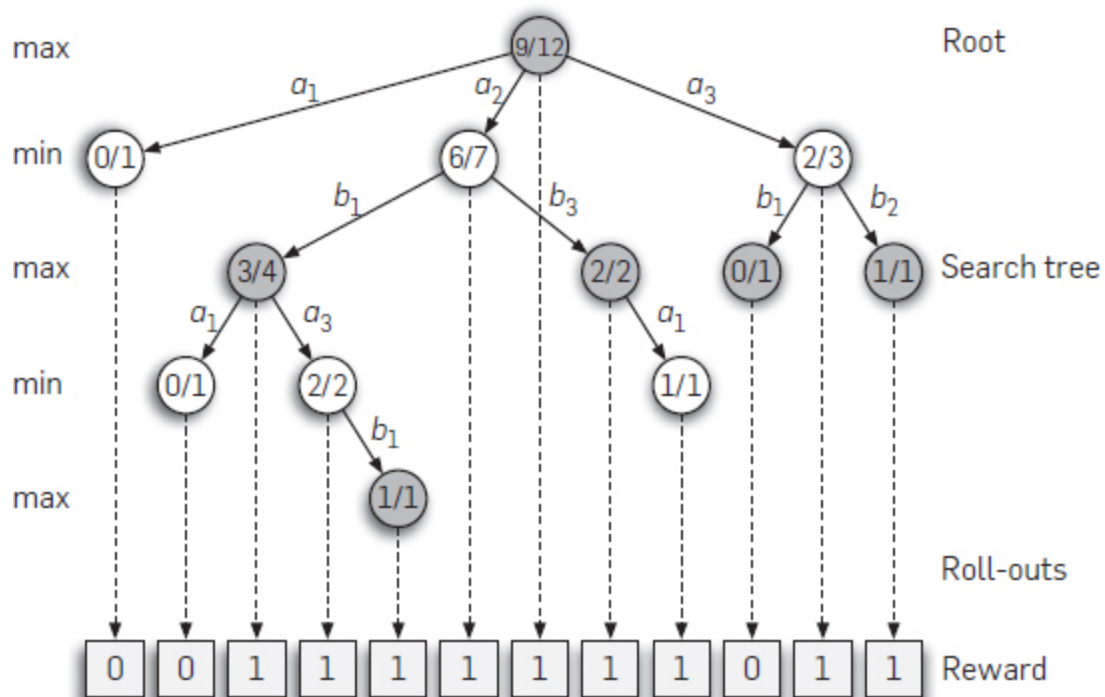 max 9/12 Root
a1 a2 a3
min 0/1 6/7 2/3
b1 b3 b1 b2
max 3/4 2/2 0/1 1/1 Search tree
a1 a3 a1
0/1 2/2 1/1
min
b1
max 1/1
Roll-outs
0 0 1 1 1 1 1 1 1 0 1 1 Reward